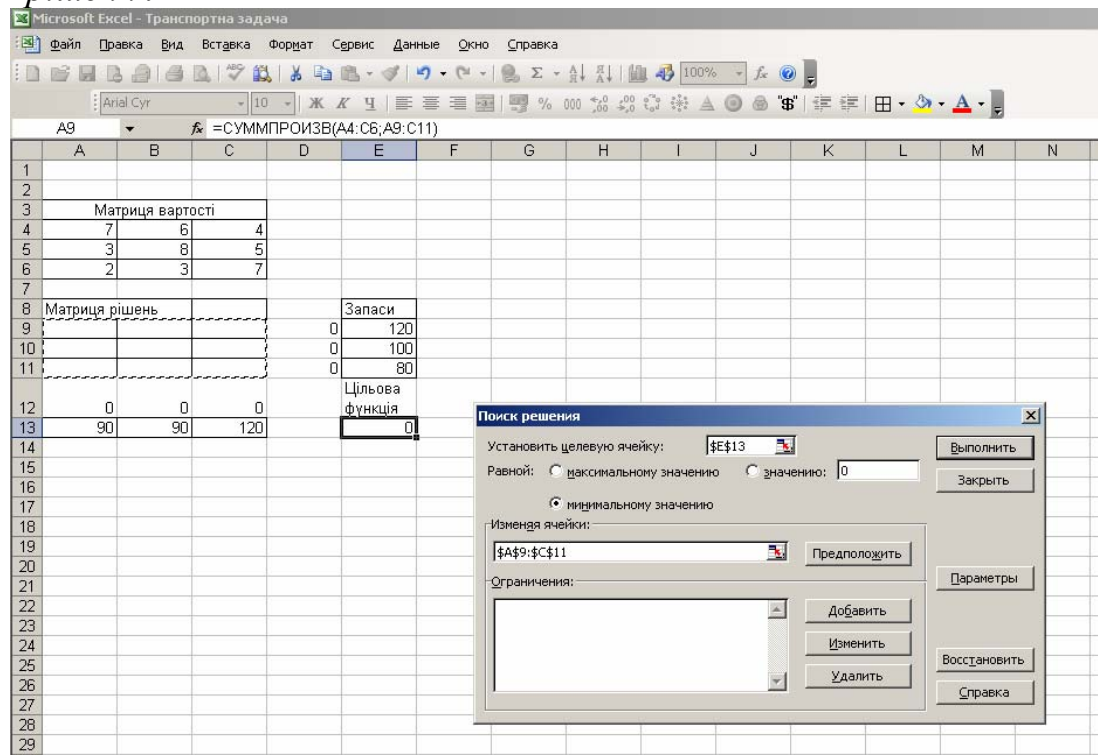 Microsoft Excel - Транспортна задача
Файл Правка Вид Вставка Формат Сервис Данные Окно Справка
100%
Arial Cyr 10 Ж К Ч % 000
A9 fx =СУММПРОИЗВ(A4:C6;A9:C11)
A B C D E F G H I J K L M N
1
2
3 Матриця вартості
4 7 6 4
5 3 8 5
6 2 3 7
7
8 Матриця рішень Запаси
9 0 120
10 0 100
11 0 80
Цільова
12 0 0 0 функція
13 90 90 120 0
14
15
16
17
18
19
20
21
22
23
24
25
26
27
28
29
Поиск решения
Установить целевую ячейку: $E$13
Выполнить
Равной: максимальному значению значению: 0
Закрыть
минимальному значению
Изменяя ячейки:
$A$9:$C$11 Предположить
Ограничения:
Параметры
Добавить
Изменить
Удалить
Восстановить
Справка